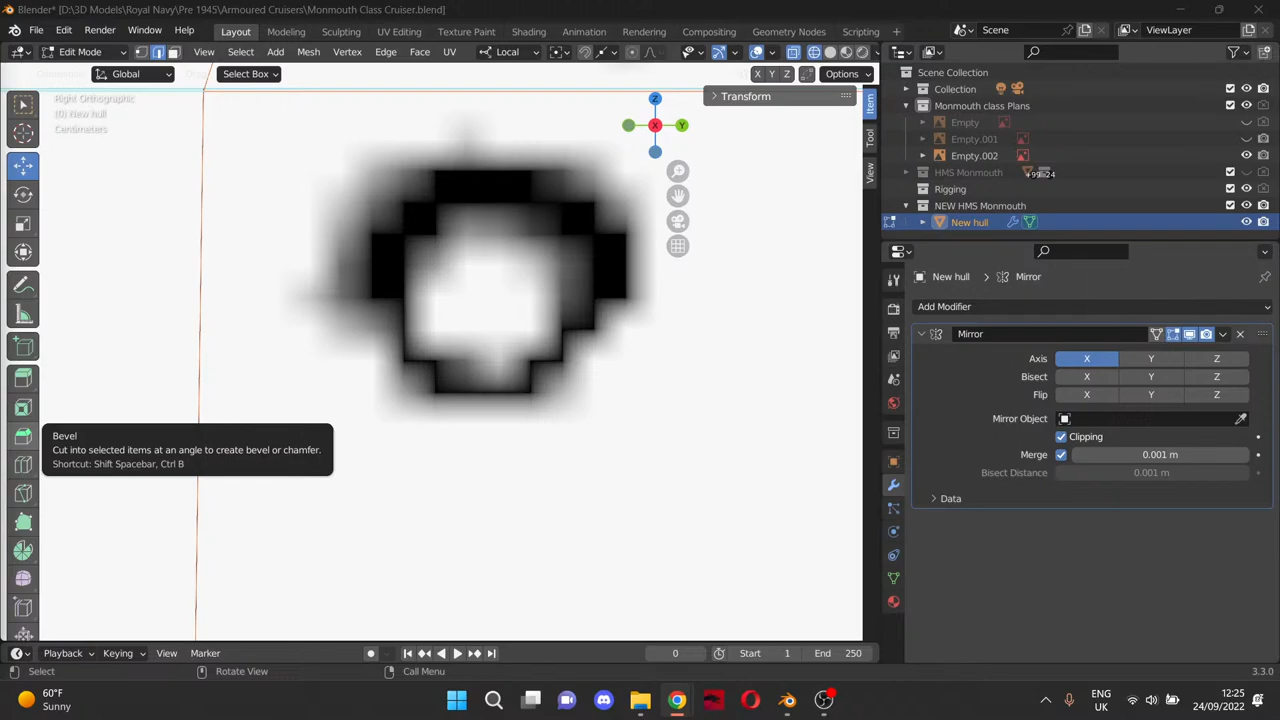 Blender* [D:\3D Models\Royal Navy\Pre 1945\Armoured Cruisers\Monmouth Class Cruiser.blend]
File Edit Render Window Help Layout Modeling Sculpting UV Editing Texture Paint Shading Animation Rendering Compositing Geometry Nodes Scripting Scene ViewLayer
Edit Mode View Select Add Mesh Vertex Edge Face UV Local
Global Select Box X Y Z Options
Right Orthographic
(0) New hull
Centimeters
Transform
Z
X
Y
Item
Tool
View
Bevel
Cut into selected items at an angle to create bevel or chamfer.
Shortcut: Shift Spacebar, Ctrl B
Scene Collection
Collection
Monmouth class Plans
Empty
Empty.001
Empty.002
HMS Monmouth +99 24
Rigging
NEW HMS Monmouth
New hull
New hull Mirror
Add Modifier
Mirror
Axis X Y Z
Bisect X Y Z
Flip X Y Z
Mirror Object
Clipping
Merge 0.001 m
Bisect Distance 0.001 m
Data
Playback Keying View Marker 0 Start 1 End 250
Select Rotate View Call Menu 3.3.0
60°F
Sunny
ENG
UK
12:25
24/09/2022